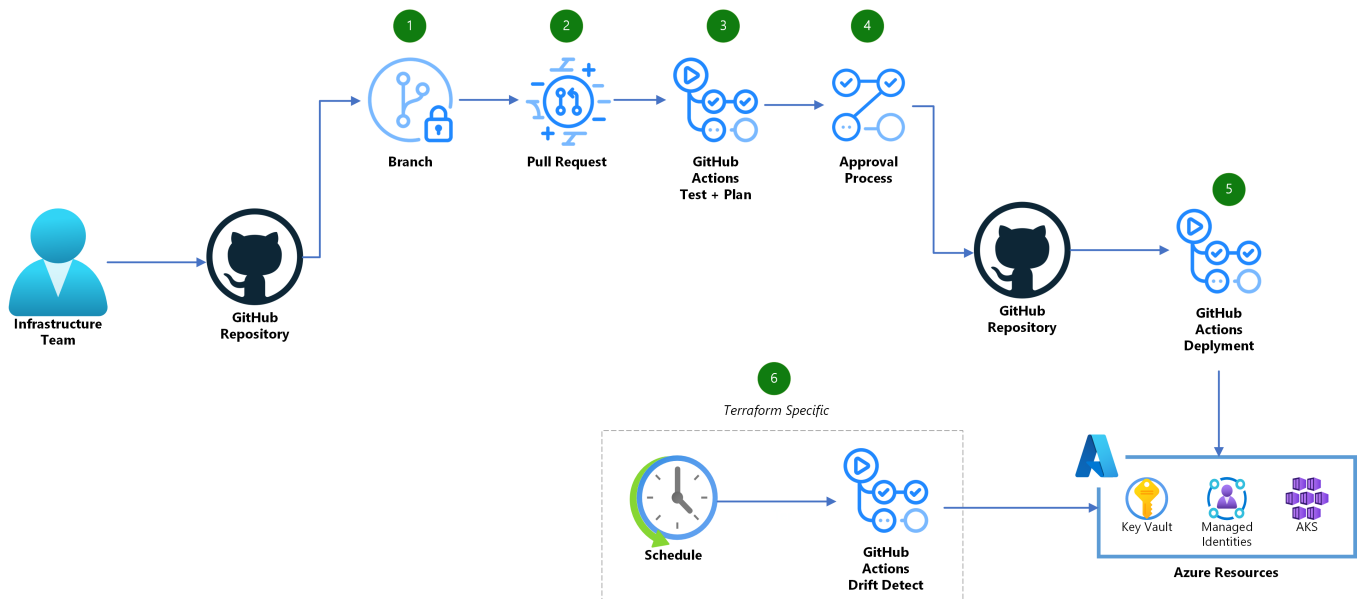 1
2
3
4
Branch
Pull Request
GitHub
Actions
Test + Plan
Approval
Process
5
Infrastructure
Team
GitHub
Repository
GitHub
Repository
GitHub
Actions
Deplyment
6
Terraform Specific
Schedule
GitHub
Actions
Drift Detect
Key Vault
Managed
Identities
AKS
Azure Resources